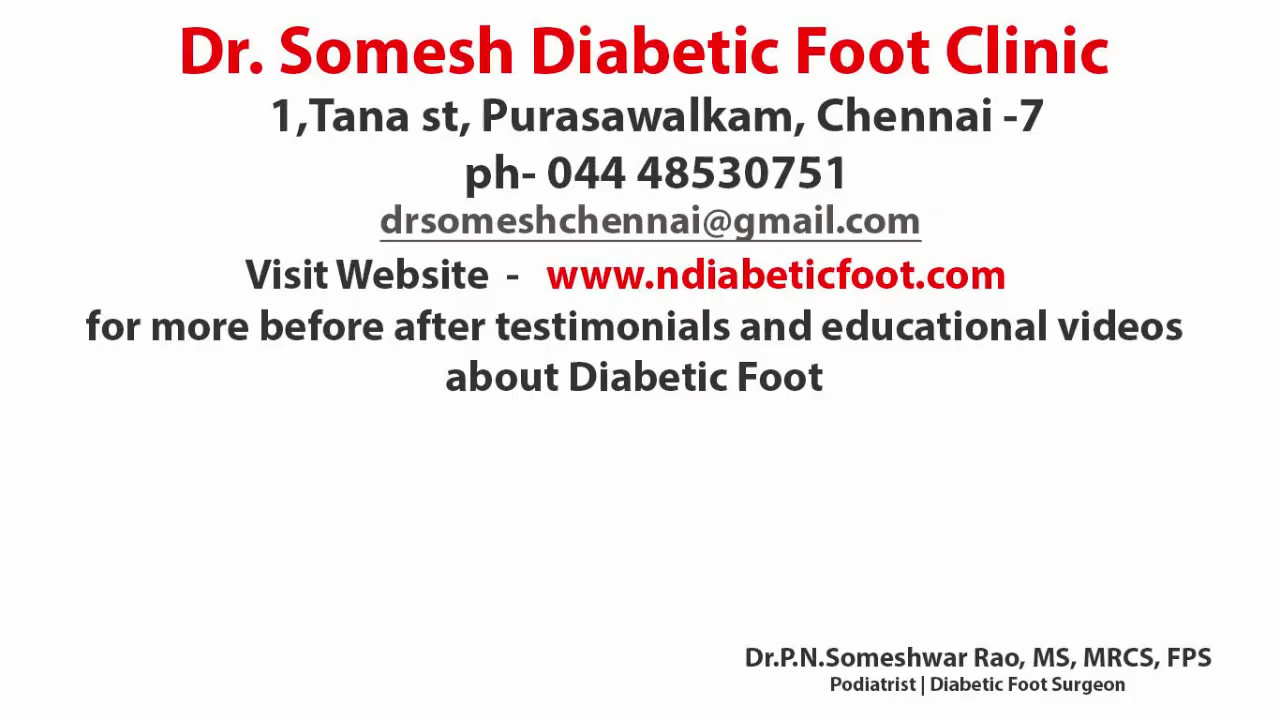 Dr. Somesh Diabetic Foot Clinic
1,Tana st, Purasawalkam, Chennai -7
ph- 044 48530751
drsomeshchennai@gmail.com
Visit Website - www.ndiabeticfoot.com
for more before after testimonials and educational videos
about Diabetic Foot
Dr.P.N.Someshwar Rao, MS, MRCS, FPS
Podiatrist | Diabetic Foot Surgeon